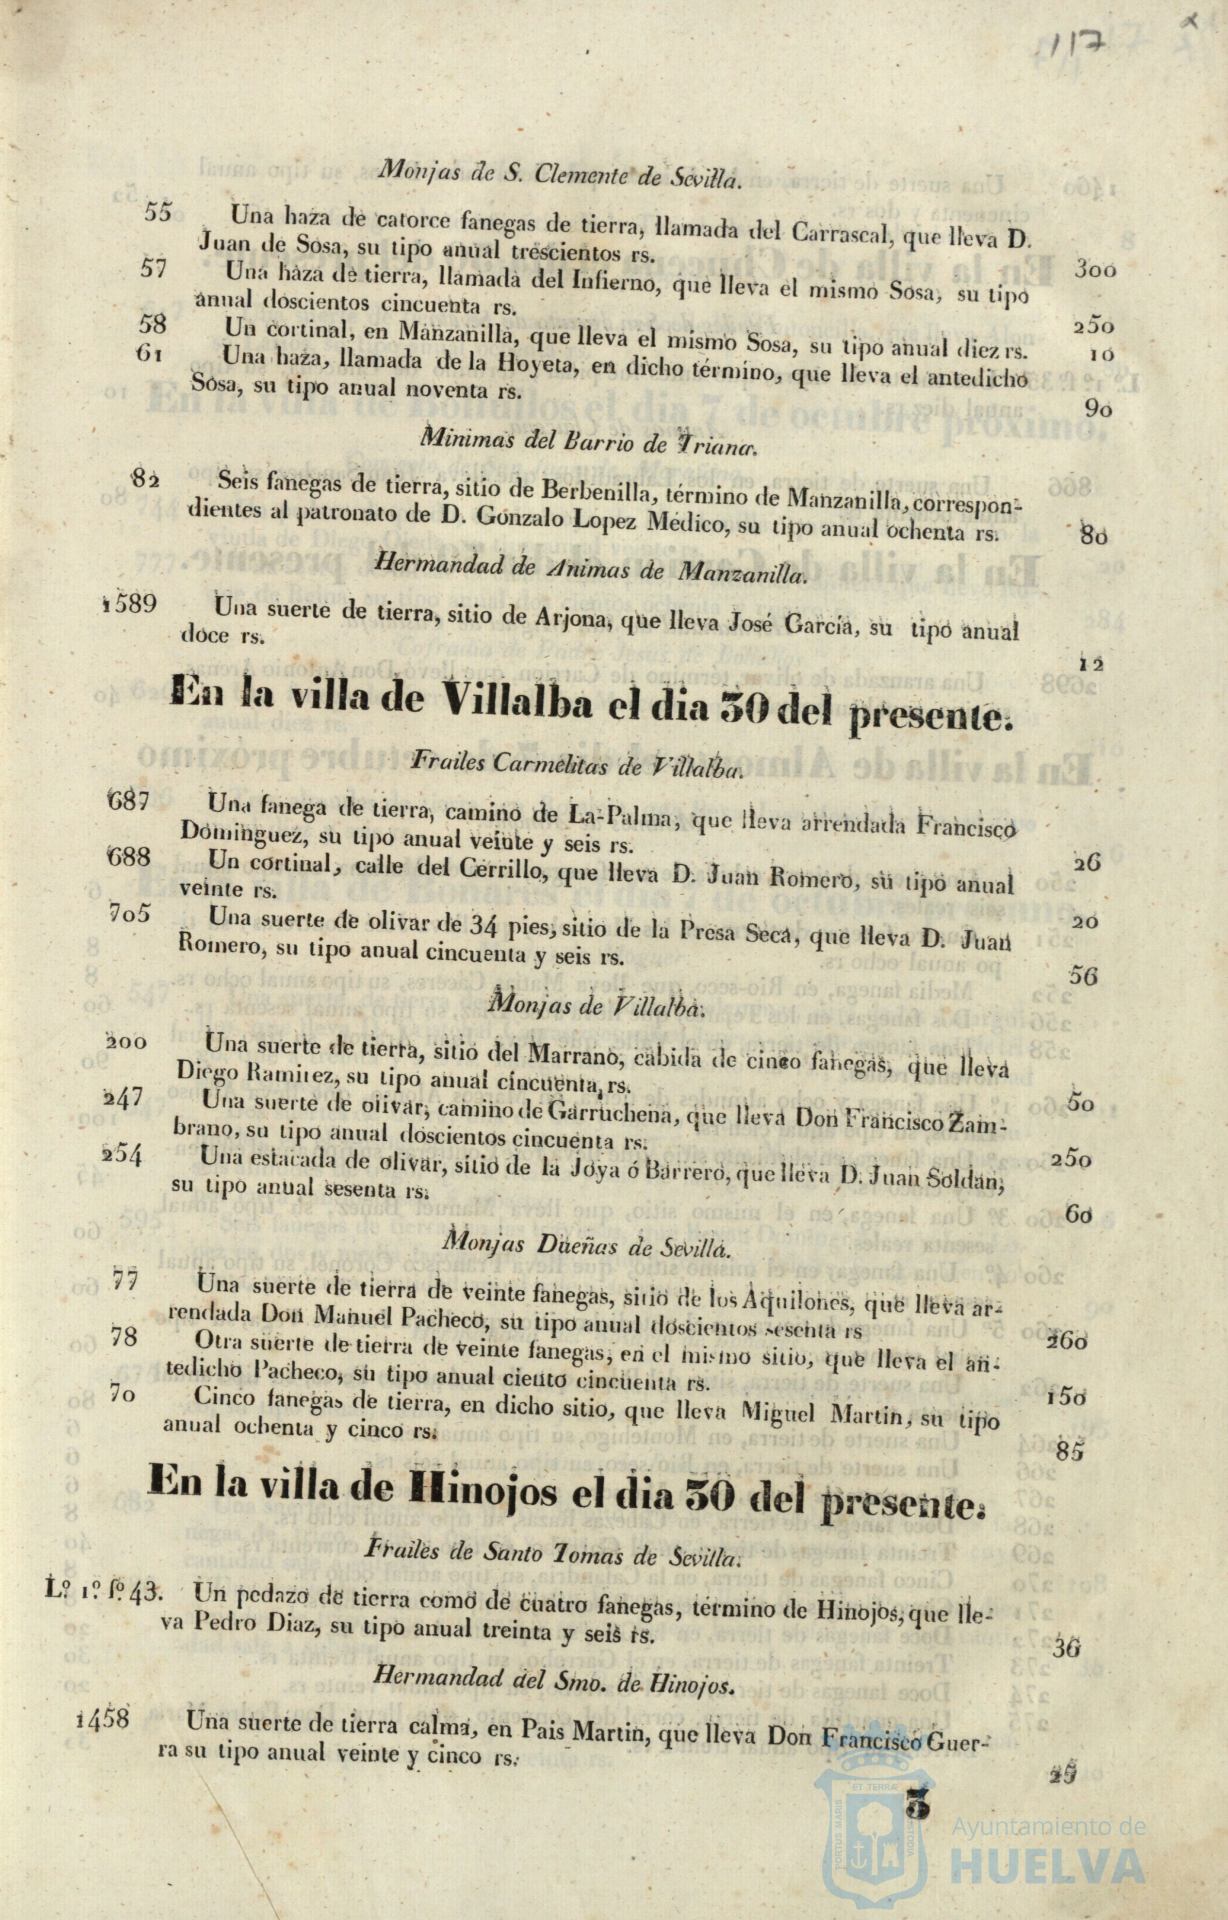 117
Monjas de S. Clemente de Sevilla.
55 Una haza de catorce fanegas de tierra, llamada del Carrascal, que lleva D.
Juan de Sosa, su tipo anual trescientos rs. 300
57 Una haza de tierra, llamada del Infierno, que lleva el mismo Sosa, su tipo
anual doscientos cincuenta rs. 250
58 Un cortinal, en Manzanilla, que lleva el mismo Sosa, su tipo anual diez rs. 10
61 Una haza, llamada de la Hoyeta, en dicho término, que lleva el antedicho
Sosa, su tipo anual noventa rs. 90
Minimas del Barrio de Triana.
82 Seis fanegas de tierra, sitio de Berbenilla, término de Manzanilla, correspon-
dientes al patronato de D. Gonzalo Lopez Médico, su tipo anual ochenta rs. 80
Hermandad de Animas de Manzanilla.
1589 Una suerte de tierra, sitio de Arjona, que lleva José García, su tipo anual
doce rs. 12
En la villa de Villalba el dia 30 del presente.
Frailes Carmelitas de Villalba.
687 Una fanega de tierra, camino de La-Palma, que lleva arrendada Francisco
Dominguez, su tipo anual veinte y seis rs. 26
688 Un cortinal, calle del Cerrillo, que lleva D. Juan Romero, su tipo anual
veinte rs. 20
705 Una suerte de olivar de 34 pies, sitio de la Presa Seca, que lleva D. Juan
Romero, su tipo anual cincuenta y seis rs. 56
Monjas de Villalba.
200 Una suerte de tierra, sitio del Marrano, cabida de cinco fanegas, que lleva
Diego Ramirez, su tipo anual cincuenta rs. 50
247 Una suerte de olivar, camino de Garruchena, que lleva Don Francisco Zam-
brano, su tipo anual doscientos cincuenta rs. 250
254 Una estacada de olivar, sitio de la Joya ó Barrero, que lleva D. Juan Soldán,
su tipo anual sesenta rs. 60
Monjas Dueñas de Sevilla.
77 Una suerte de tierra de veinte fanegas, sitio de los Aquilones, que lleva ar-
rendada Don Manuel Pacheco, su tipo anual doscientos sesenta rs 260
78 Otra suerte de tierra de veinte fanegas, en el mismo sitio, que lleva el an-
tedicho Pacheco, su tipo anual ciento cincuenta rs. 150
70 Cinco fanegas de tierra, en dicho sitio, que lleva Miguel Martin, su tipo
anual ochenta y cinco rs. 85
En la villa de Hinojos el dia 30 del presente.
Frailes de Santo Tomas de Sevilla.
L.º 1.º f.º 43. Un pedazo de tierra como de cuatro fanegas, término de Hinojos, que lle-
va Pedro Diaz, su tipo anual treinta y seis rs. 36
Hermandad del Smo. de Hinojos.
1458 Una suerte de tierra calma, en Pais Martin, que lleva Don Francisco Guer-
ra su tipo anual veinte y cinco rs. 25
3
Ayuntamiento de
HUELVA